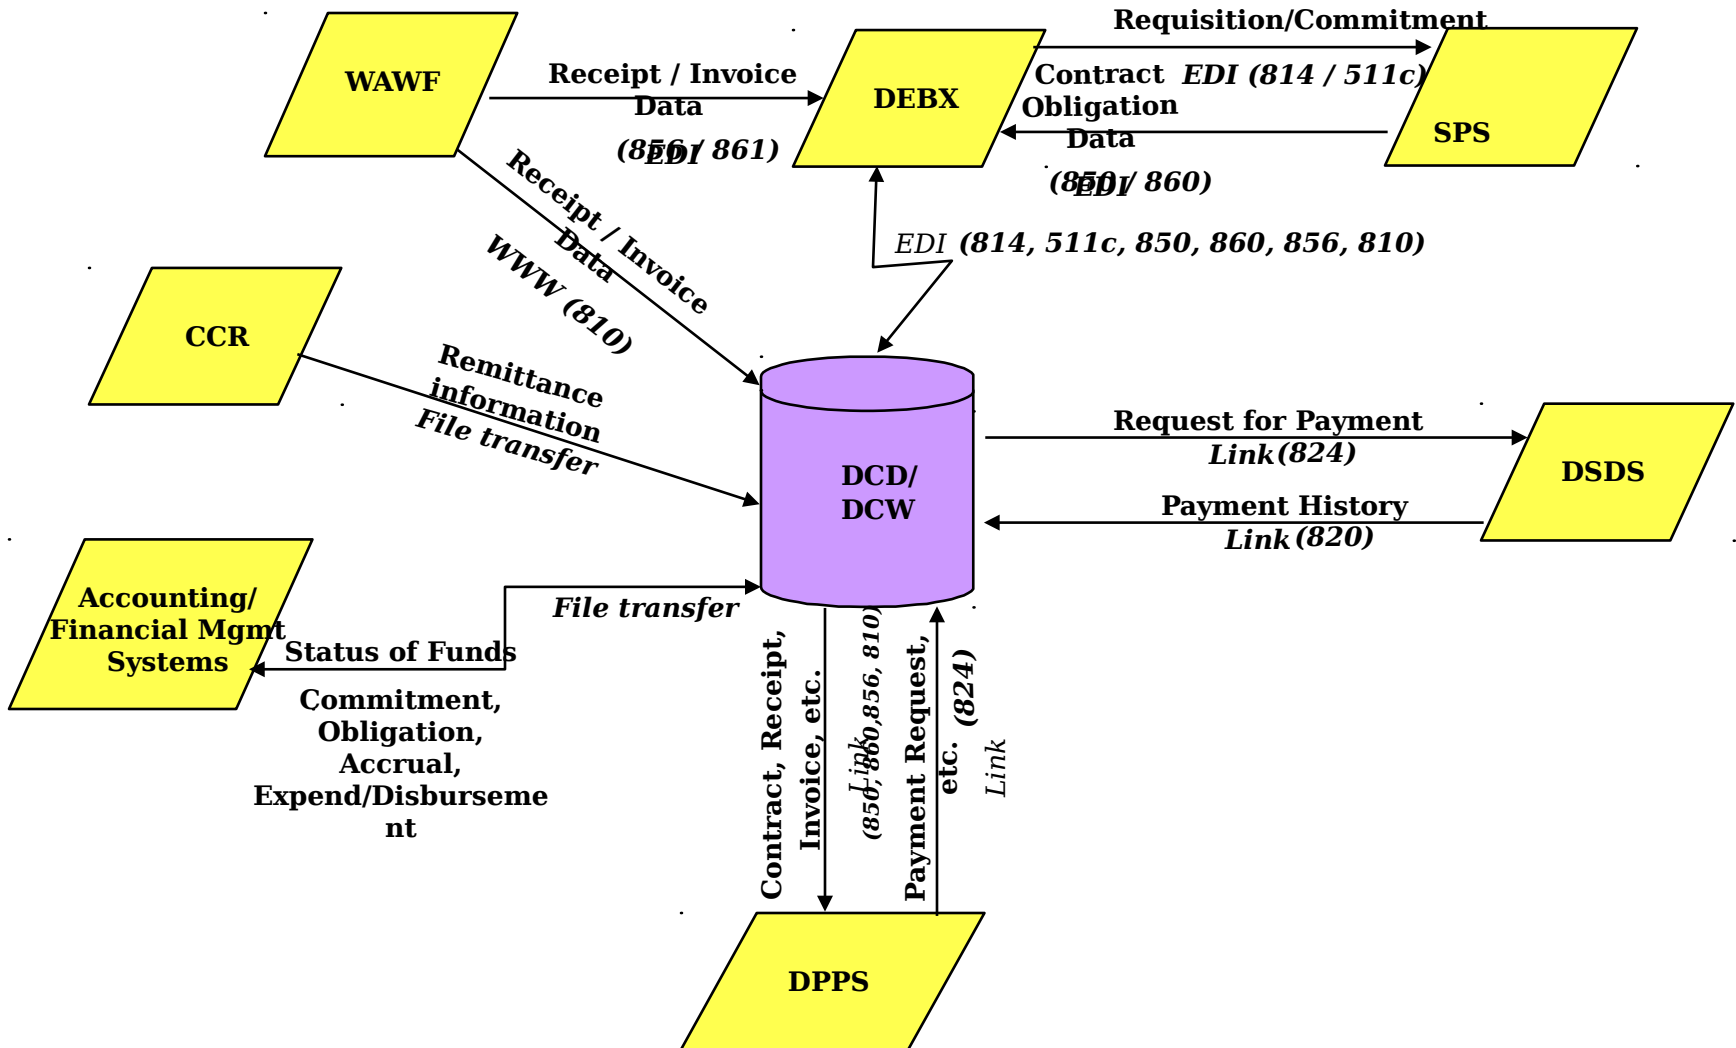 Requisition/Commitment
EDI (814 / 511c)
WAWF
Receipt / Invoice
Data
EDI
(856 / 861)
DEBX
Contract
Obligation
Data
EDI
(850 / 860)
SPS
Receipt / Invoice
Data
WWW (810)
EDI (814, 511c, 850, 860, 856, 810)
CCR
Remittance
information
File transfer
DCD/
DCW
Request for Payment
Link (824)
DSDS
Payment History
Link (820)
Accounting/
Financial Mgmt
Systems
File transfer
Status of Funds
Commitment,
Obligation,
Accrual,
Expend/Disburseme
nt
Contract, Receipt,
Invoice, etc.
Link
(850, 860,856, 810)
Payment Request,
etc. (824)
Link
DPPS